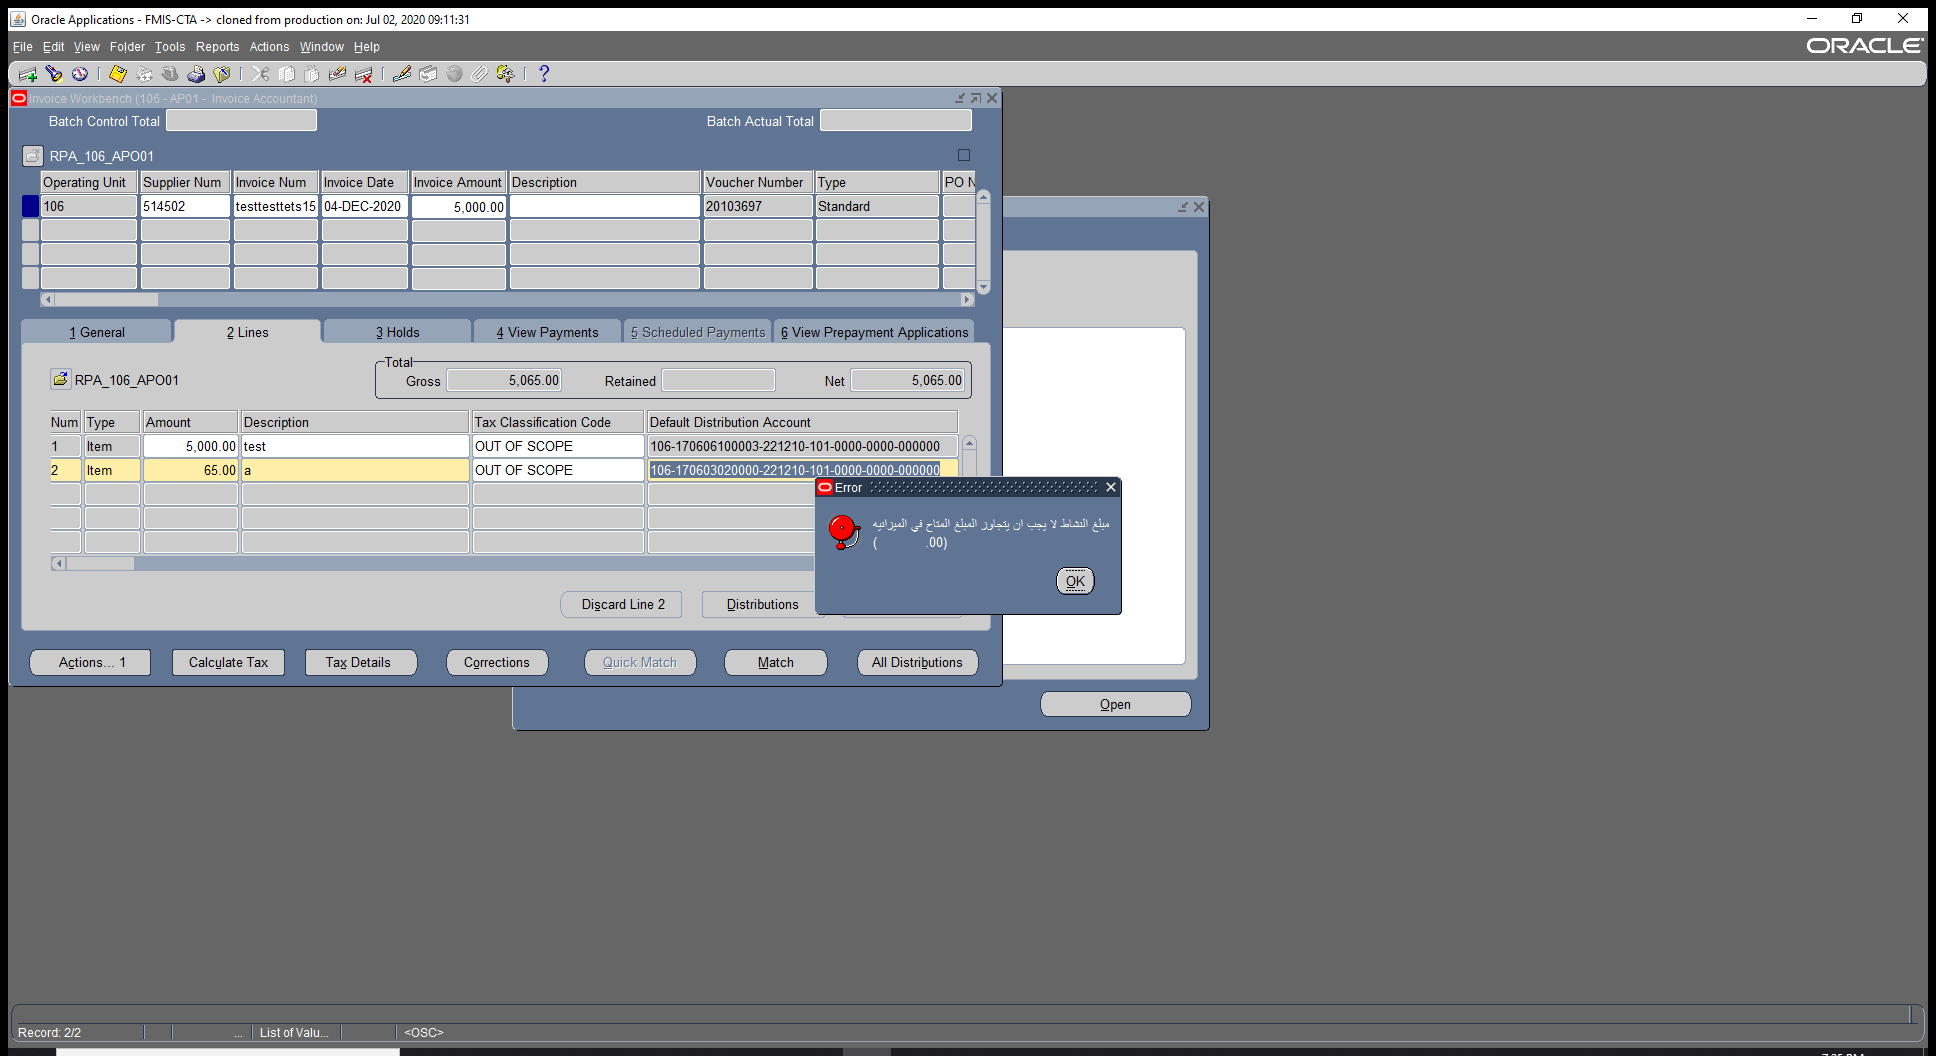 Oracle Applications - FMIS-CTA -> cloned from production on: Jul 02, 2020 09:11:31
File Edit View Folder Tools Reports Actions Window Help
ORACLE
Invoice Workbench (106 - AP01 - Invoice Accountant)
Batch Control Total
Batch Actual Total
RPA_106_APO01
Operating Unit Supplier Num Invoice Num Invoice Date Invoice Amount Description Voucher Number Type PO N
106 514502 testtesttets15 04-DEC-2020 5,000.00 20103697 Standard
1 General 2 Lines 3 Holds 4 View Payments 5 Scheduled Payments 6 View Prepayment Applications
Total
RPA_106_APO01
Gross 5,065.00 Retained Net 5,065.00
Num Type Amount Description Tax Classification Code Default Distribution Account
1 Item 5,000.00 test OUT OF SCOPE 106-170606100003-221210-101-0000-0000-000000
2 Item 65.00 a OUT OF SCOPE 106-170603020000-221210-101-0000-0000-000000
Error
مبلغ النشاط لا يجب ان يتجاوز المبلغ المتاح في الميزانيه
( .00)
OK
Discard Line 2 Distributions
Actions... 1 Calculate Tax Tax Details Corrections Quick Match Match All Distributions
Open
Record: 2/2 ... List of Valu... <OSC>